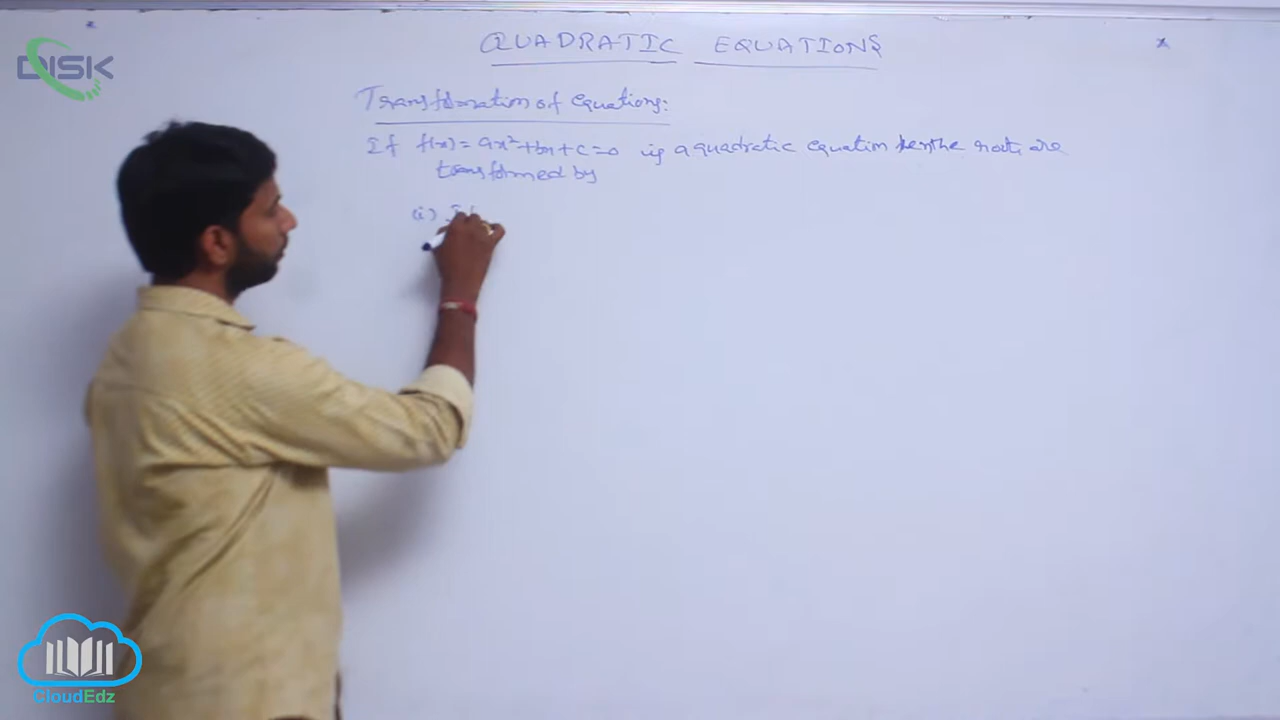 DISK
QUADRATIC EQUATIONS
Transformation of equations:
If f(x) = ax²+bx+c=0 is a quadratic equation then the roots are
transformed by
(i) If
CloudEdz